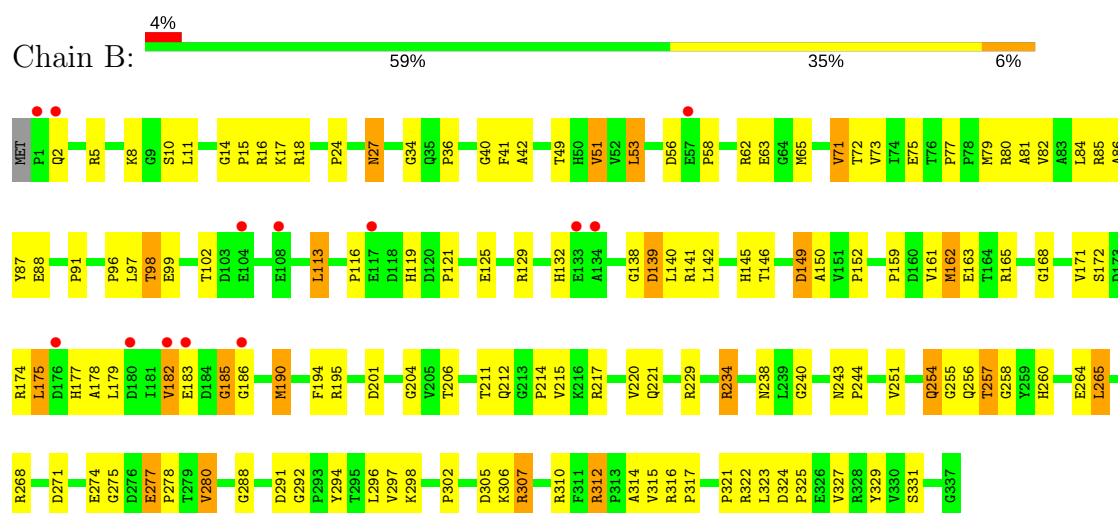 4%
Chain B:
59% 35% 6%
MET P1 Q2 R5 K8 G9 S10 L11 G14 P15 R16 K17 R18 P24 N27 G34 Q35 P36 G40 F41 A42 T49 H50 V51 V52 L53 D56 E57 P58 R62 E63 G64 M65 V71 T72 V73 I74 E75 T76 P77 P78 M79 R80 A81 V82 A83 L84 R85 A86
Y87 E88 P91 P96 L97 T98 E99 T102 D103 E104 E108 L113 P116 E117 D118 H119 D120 P121 E125 R129 H132 E133 A134 G138 D139 L140 R141 L142 H145 T146 D149 A150 V151 P152 P159 D160 V161 M162 E163 T164 R165 G168 V171 S172 D173
R174 L175 D176 H177 A178 L179 D180 I181 V182 E183 D184 G185 G186 M190 F194 R195 D201 G204 V205 T206 T211 Q212 G213 P214 V215 K216 R217 V220 Q221 R229 R234 N238 L239 G240 N243 P244 V251 Q254 G255 Q256 T257 G258 Y259 H260 E264 L265
R268 D271 E274 G275 D276 E277 P278 T279 V280 G288 D291 G292 P293 Y294 T295 L296 V297 K298 P302 D305 K306 R307 R310 F311 R312 P313 A314 V315 R316 P317 P321 R322 L323 D324 P325 E326 V327 R328 Y329 V330 S331 G337